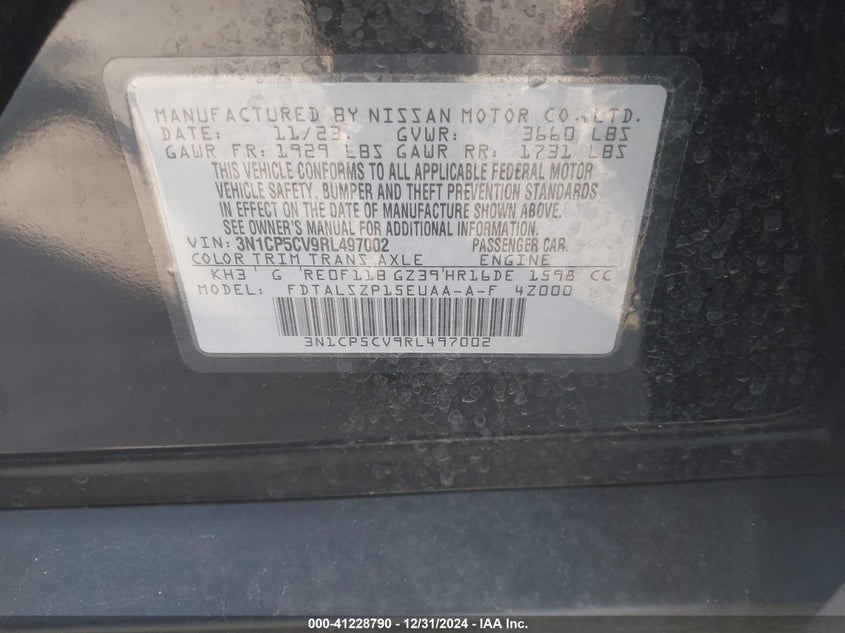 MANUFACTURED BY NISSAN MOTOR CO., LTD.
DATE: 11/23 GVWR: 3660 LBS
GAWR FR: 1929 LBS GAWR RR: 1731 LBS
THIS VEHICLE CONFORMS TO ALL APPLICABLE FEDERAL MOTOR
VEHICLE SAFETY, BUMPER AND THEFT PREVENTION STANDARDS
IN EFFECT ON THE DATE OF MANUFACTURE SHOWN ABOVE.
SEE OWNER'S MANUAL FOR ADDITIONAL INFORMATION.
VIN: 3N1CP5CV9RL497002 PASSENGER CAR.
COLOR TRIM TRANS AXLE ENGINE
KH3 G RE0F11B GZ39 HR16DE 1598 CC
MODEL: FDTALSZP15EUAA-A-F 4Z000
3N1CP5CV9RL497002
000-41228790 - 12/31/2024 - IAA Inc.